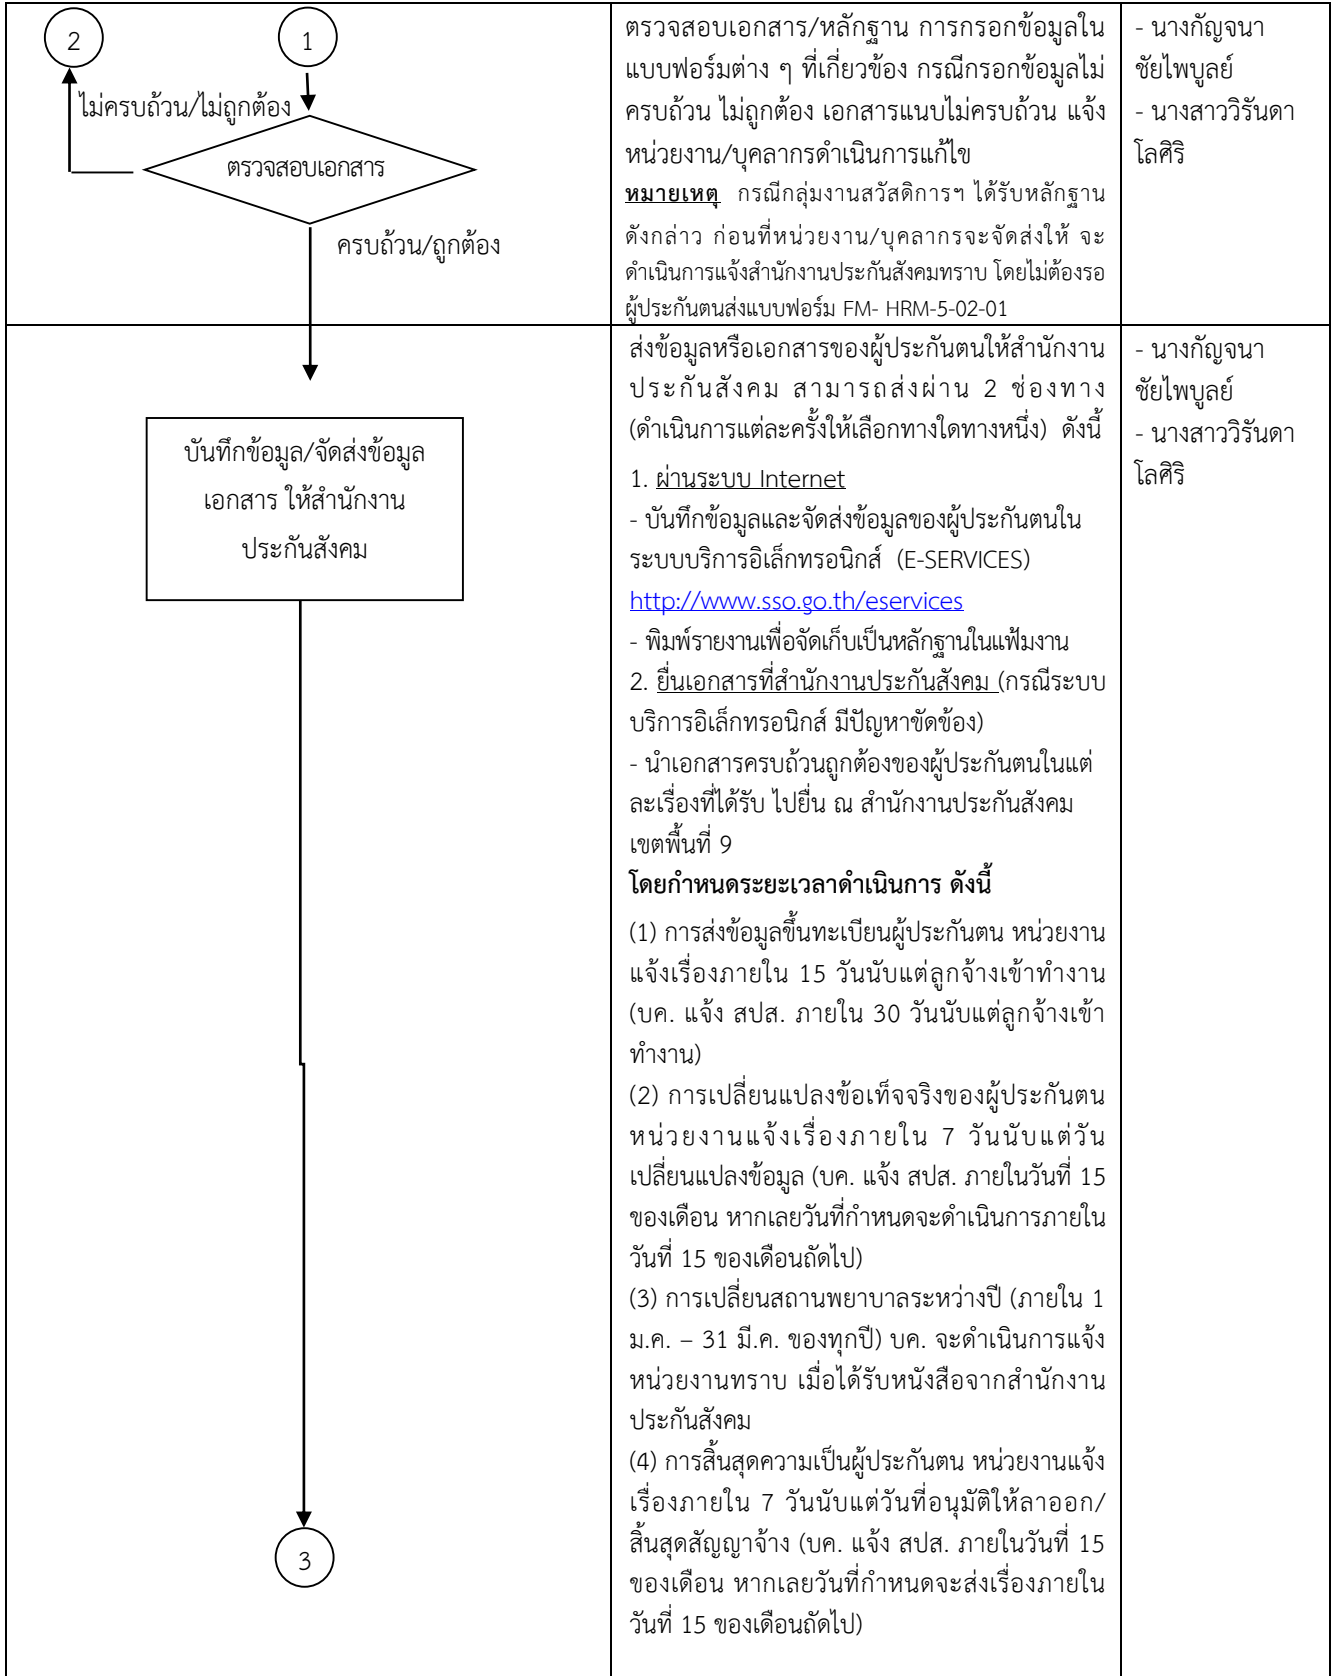 2
1
ไม่ครบถ้วน/ไม่ถูกต้อง
ตรวจสอบเอกสาร
ครบถ้วน/ถูกต้อง
ตรวจสอบเอกสาร/หลักฐาน การกรอกข้อมูลใน
แบบฟอร์มต่าง ๆ ที่เกี่ยวข้อง กรณีกรอกข้อมูลไม่
ครบถ้วน ไม่ถูกต้อง เอกสารแนบไม่ครบถ้วน แจ้ง
หน่วยงาน/บุคลากรดำเนินการแก้ไข
หมายเหตุ กรณีกลุ่มงานสวัสดิการฯ ได้รับหลักฐาน
ดังกล่าว ก่อนที่หน่วยงาน/บุคลากรจะจัดส่งให้ จะ
ดำเนินการแจ้งสำนักงานประกันสังคมทราบ โดยไม่ต้องรอ
ผู้ประกันตนส่งแบบฟอร์ม FM- HRM-5-02-01
- นางกัญจนา
ชัยไพบูลย์
- นางสาววิรันดา
โลศิริ
บันทึกข้อมูล/จัดส่งข้อมูล
เอกสาร ให้สำนักงาน
ประกันสังคม
3
ส่งข้อมูลหรือเอกสารของผู้ประกันตนให้สำนักงาน
ประกันสังคม สามารถส่งผ่าน 2 ช่องทาง
(ดำเนินการแต่ละครั้งให้เลือกทางใดทางหนึ่ง) ดังนี้
1. ผ่านระบบ Internet
- บันทึกข้อมูลและจัดส่งข้อมูลของผู้ประกันตนใน
ระบบบริการอิเล็กทรอนิกส์ (E-SERVICES)
http://www.sso.go.th/eservices
- พิมพ์รายงานเพื่อจัดเก็บเป็นหลักฐานในแฟ้มงาน
2. ยื่นเอกสารที่สำนักงานประกันสังคม (กรณีระบบ
บริการอิเล็กทรอนิกส์ มีปัญหาขัดข้อง)
- นำเอกสารครบถ้วนถูกต้องของผู้ประกันตนในแต่
ละเรื่องที่ได้รับ ไปยื่น ณ สำนักงานประกันสังคม
เขตพื้นที่ 9
โดยกำหนดระยะเวลาดำเนินการ ดังนี้
(1) การส่งข้อมูลขึ้นทะเบียนผู้ประกันตน หน่วยงาน
แจ้งเรื่องภายใน 15 วันนับแต่ลูกจ้างเข้าทำงาน
(บค. แจ้ง สปส. ภายใน 30 วันนับแต่ลูกจ้างเข้า
ทำงาน)
(2) การเปลี่ยนแปลงข้อเท็จจริงของผู้ประกันตน
หน่วยงานแจ้งเรื่องภายใน 7 วันนับแต่วัน
เปลี่ยนแปลงข้อมูล (บค. แจ้ง สปส. ภายในวันที่ 15
ของเดือน หากเลยวันที่กำหนดจะดำเนินการภายใน
วันที่ 15 ของเดือนถัดไป)
(3) การเปลี่ยนสถานพยาบาลระหว่างปี (ภายใน 1
ม.ค. – 31 มี.ค. ของทุกปี) บค. จะดำเนินการแจ้ง
หน่วยงานทราบ เมื่อได้รับหนังสือจากสำนักงาน
ประกันสังคม
(4) การสิ้นสุดความเป็นผู้ประกันตน หน่วยงานแจ้ง
เรื่องภายใน 7 วันนับแต่วันที่อนุมัติให้ลาออก/
สิ้นสุดสัญญาจ้าง (บค. แจ้ง สปส. ภายในวันที่ 15
ของเดือน หากเลยวันที่กำหนดจะส่งเรื่องภายใน
วันที่ 15 ของเดือนถัดไป)
- นางกัญจนา
ชัยไพบูลย์
- นางสาววิรันดา
โลศิริ